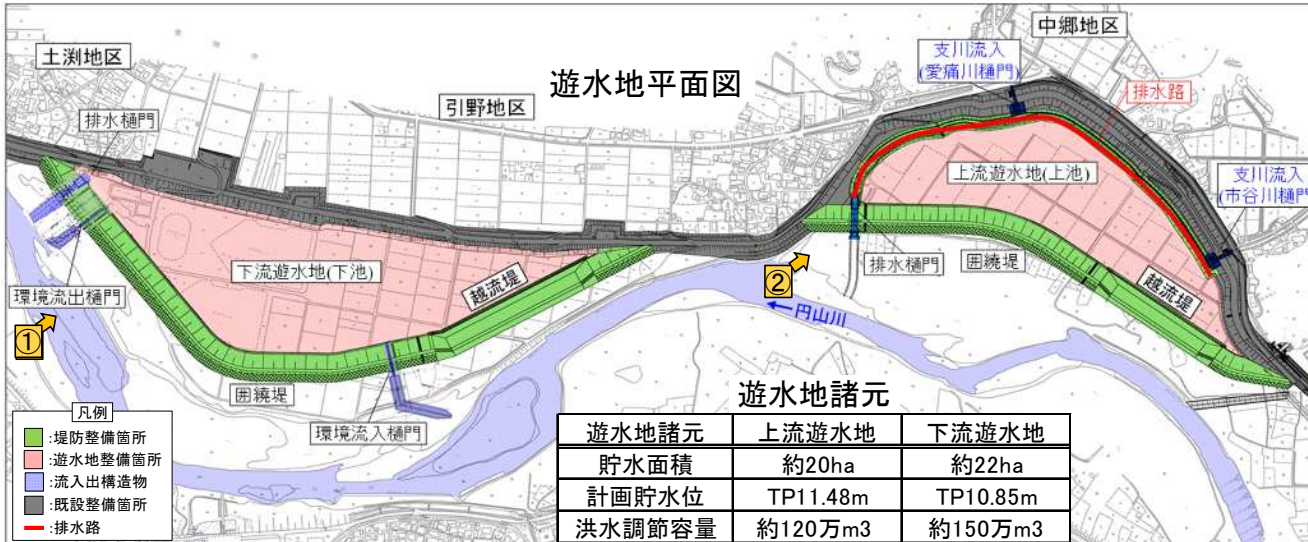 遊水地平面図
土渕地区
排水樋門
引野地区
中郷地区
支川流入
(愛痛川樋門)
排水路
上流遊水地(上池)
支川流入
(市谷川樋門
下流遊水地(下池)
越流堤
環境流出樋門
①
囲繞堤
環境流入樋門
②
排水樋門
囲繞堤
越流堤
円山川
凡例
:堤防整備箇所
:遊水地整備箇所
:流入出構造物
:既設整備箇所
:排水路
遊水地諸元
遊水地諸元 上流遊水地 下流遊水地
貯水面積 約20ha 約22ha
計画貯水位 TP11.48m TP10.85m
洪水調節容量 約120万m3 約150万m3